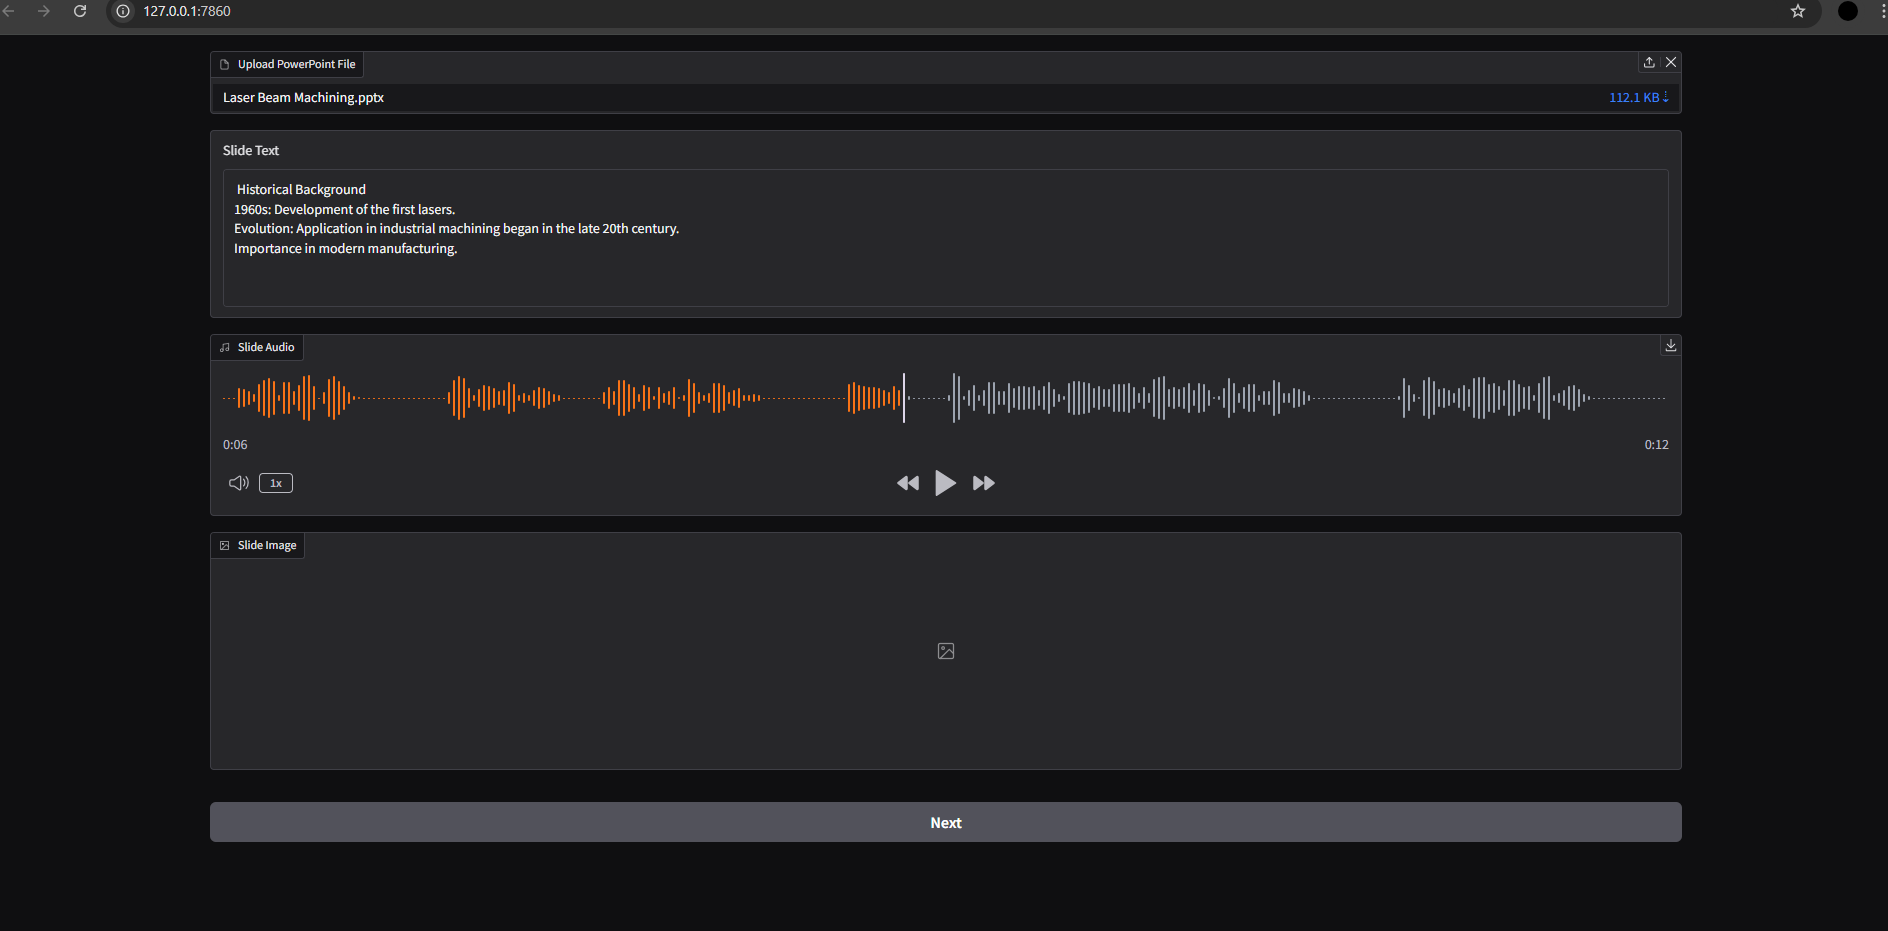 127.0.0.1:7860
Upload PowerPoint File
Laser Beam Machining.pptx
112.1 KB ⇣
Slide Text
Historical Background
1960s: Development of the first lasers.
Evolution: Application in industrial machining began in the late 20th century.
Importance in modern manufacturing.
Slide Audio
0:06
0:12
1x
Slide Image
Next